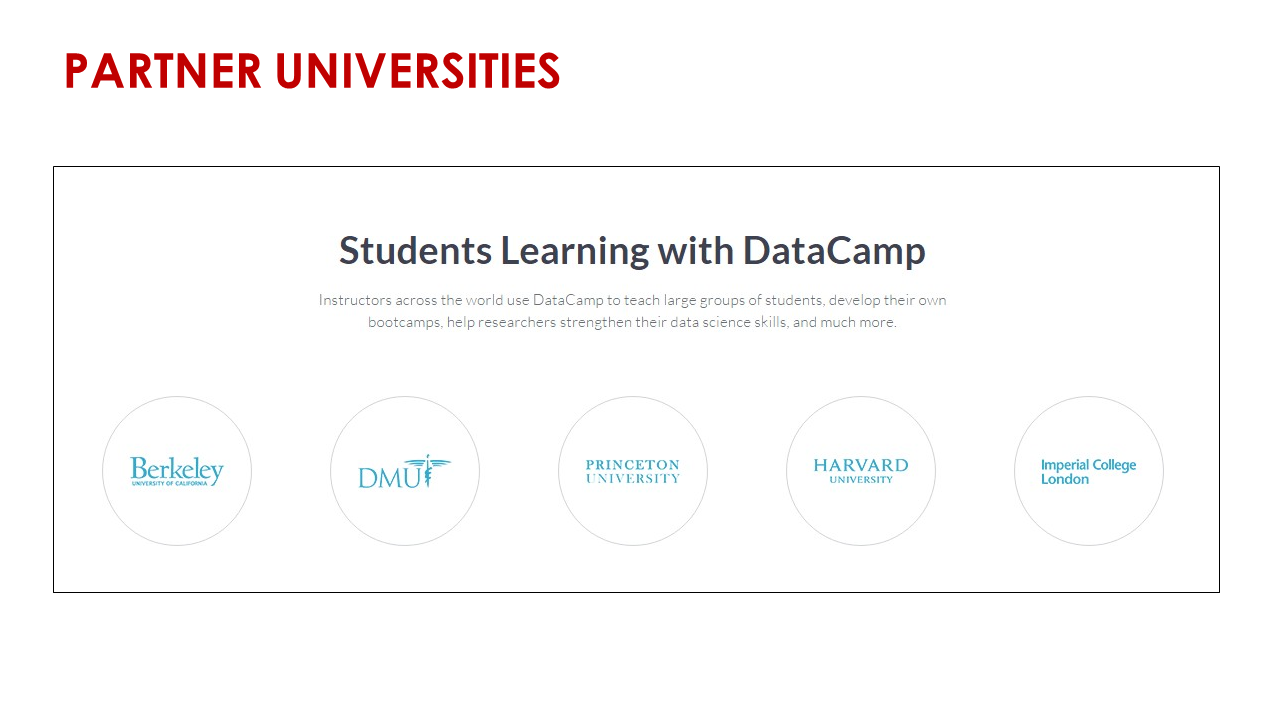 PARTNER UNIVERSITIES
Students Learning with DataCamp
Instructors across the world use DataCamp to teach large groups of students, develop their own
bootcamps, help researchers strengthen their data science skills, and much more.
Berkeley
UNIVERSITY OF CALIFORNIA
DMU
PRINCETON
UNIVERSITY
HARVARD
UNIVERSITY
Imperial College
London